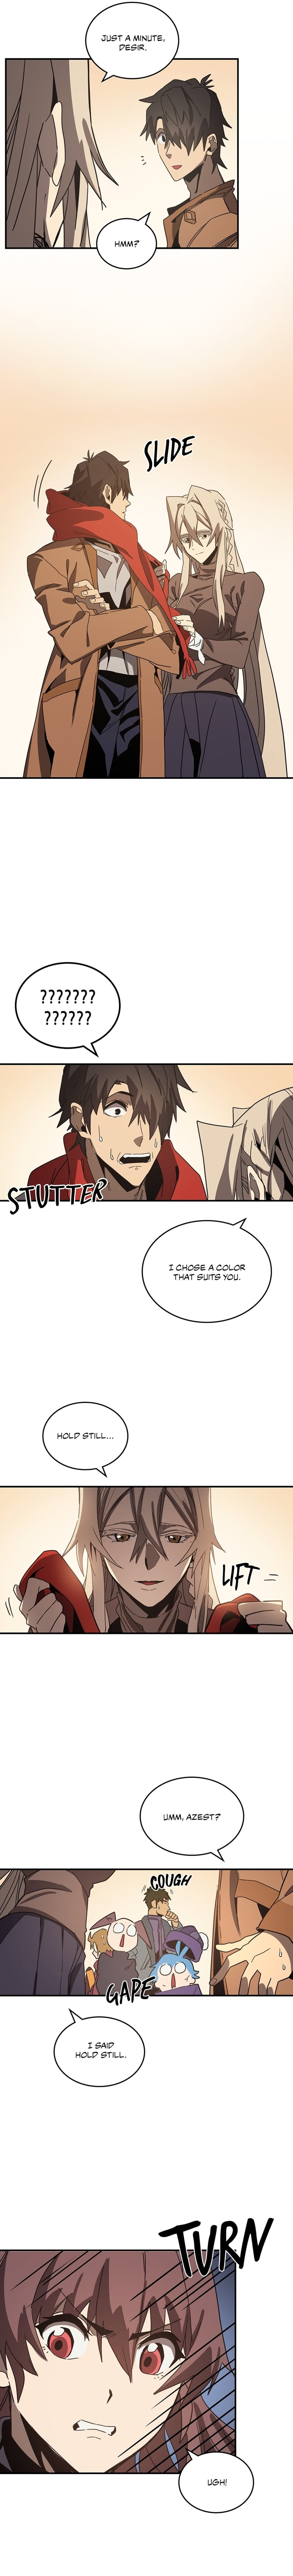 JUST A MINUTE,
DESIR.
HMM?
SLIDE
???????
??????
STUTTER
I CHOSE A COLOR
THAT SUITS YOU.
HOLD STILL...
LIFT
UMM, AZEST?
COUGH
GAPE
I SAID
HOLD STILL.
TURN
UGH!